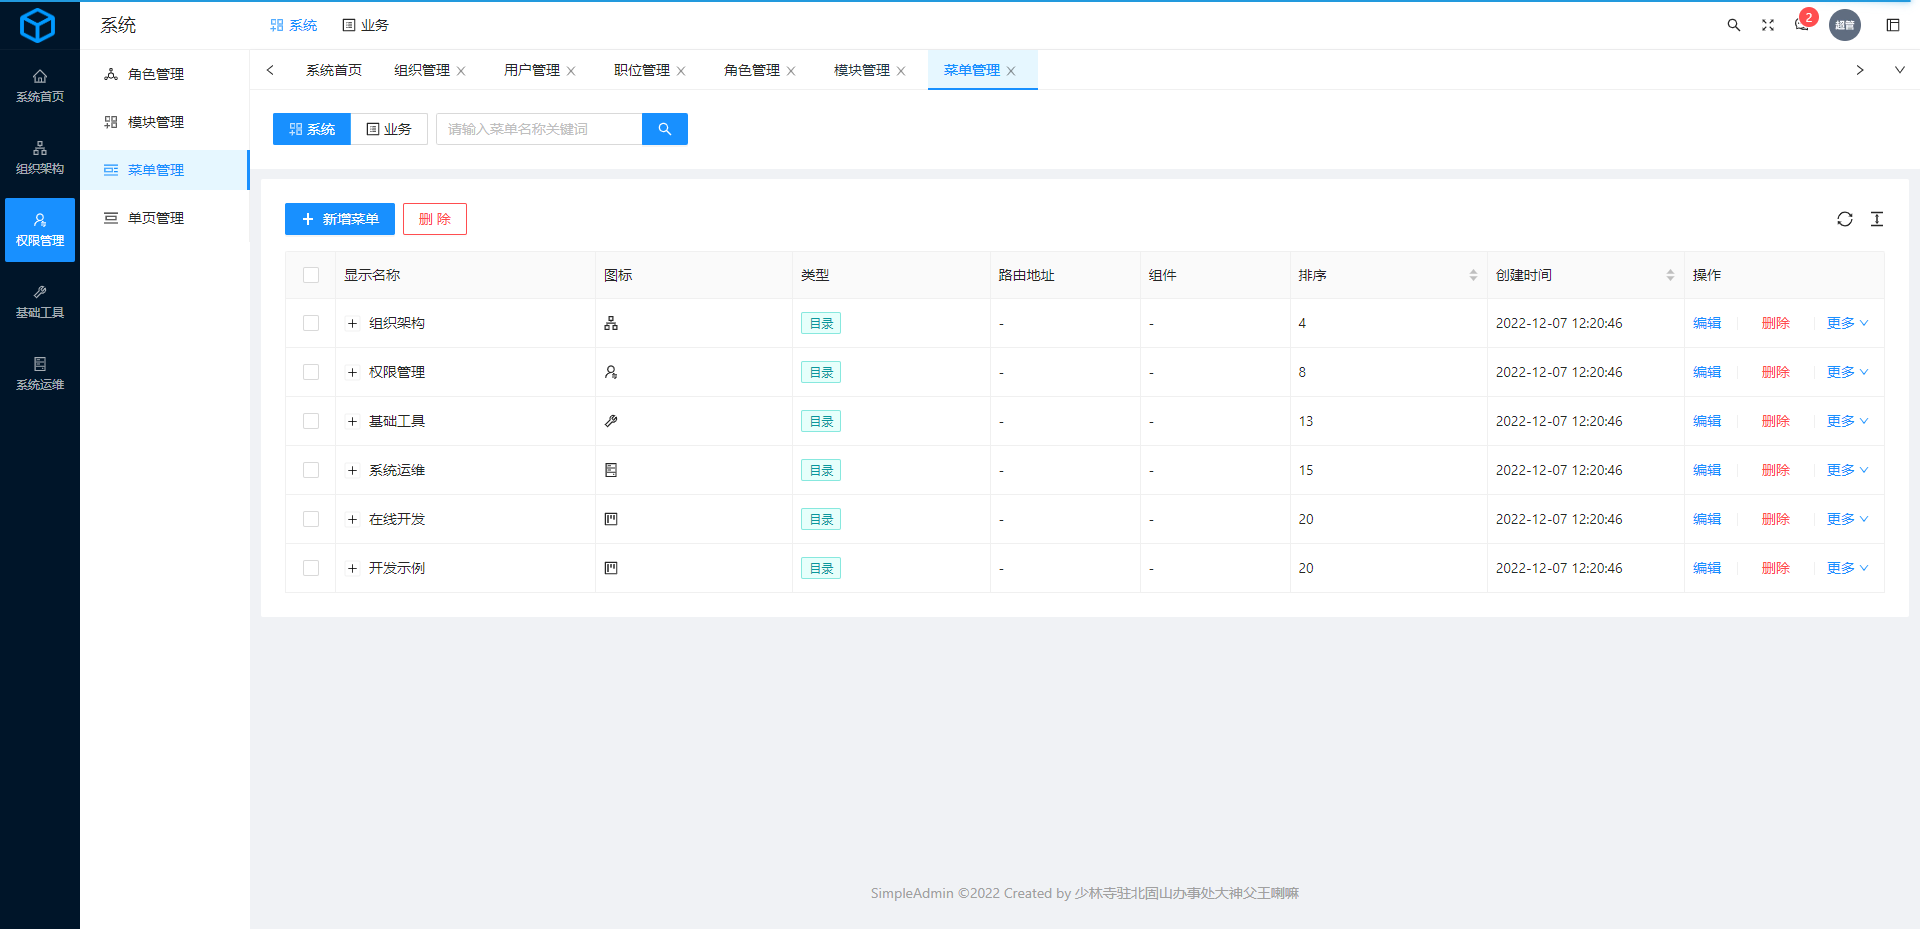 系统
系统 业务
2
超管
系统首页
组织架构
权限管理
基础工具
系统运维
角色管理
模块管理
菜单管理
单页管理
系统首页 组织管理 用户管理 职位管理 角色管理 模块管理 菜单管理
系统 业务 请输入菜单名称关键词
新增菜单 删 除
显示名称 图标 类型 路由地址 组件 排序 创建时间 操作
组织架构 目录 - - 4 2022-12-07 12:20:46 编辑 删除 更多
权限管理 目录 - - 8 2022-12-07 12:20:46 编辑 删除 更多
基础工具 目录 - - 13 2022-12-07 12:20:46 编辑 删除 更多
系统运维 目录 - - 15 2022-12-07 12:20:46 编辑 删除 更多
在线开发 目录 - - 20 2022-12-07 12:20:46 编辑 删除 更多
开发示例 目录 - - 20 2022-12-07 12:20:46 编辑 删除 更多
SimpleAdmin ©2022 Created by 少林寺驻北固山办事处大神父王喇嘛